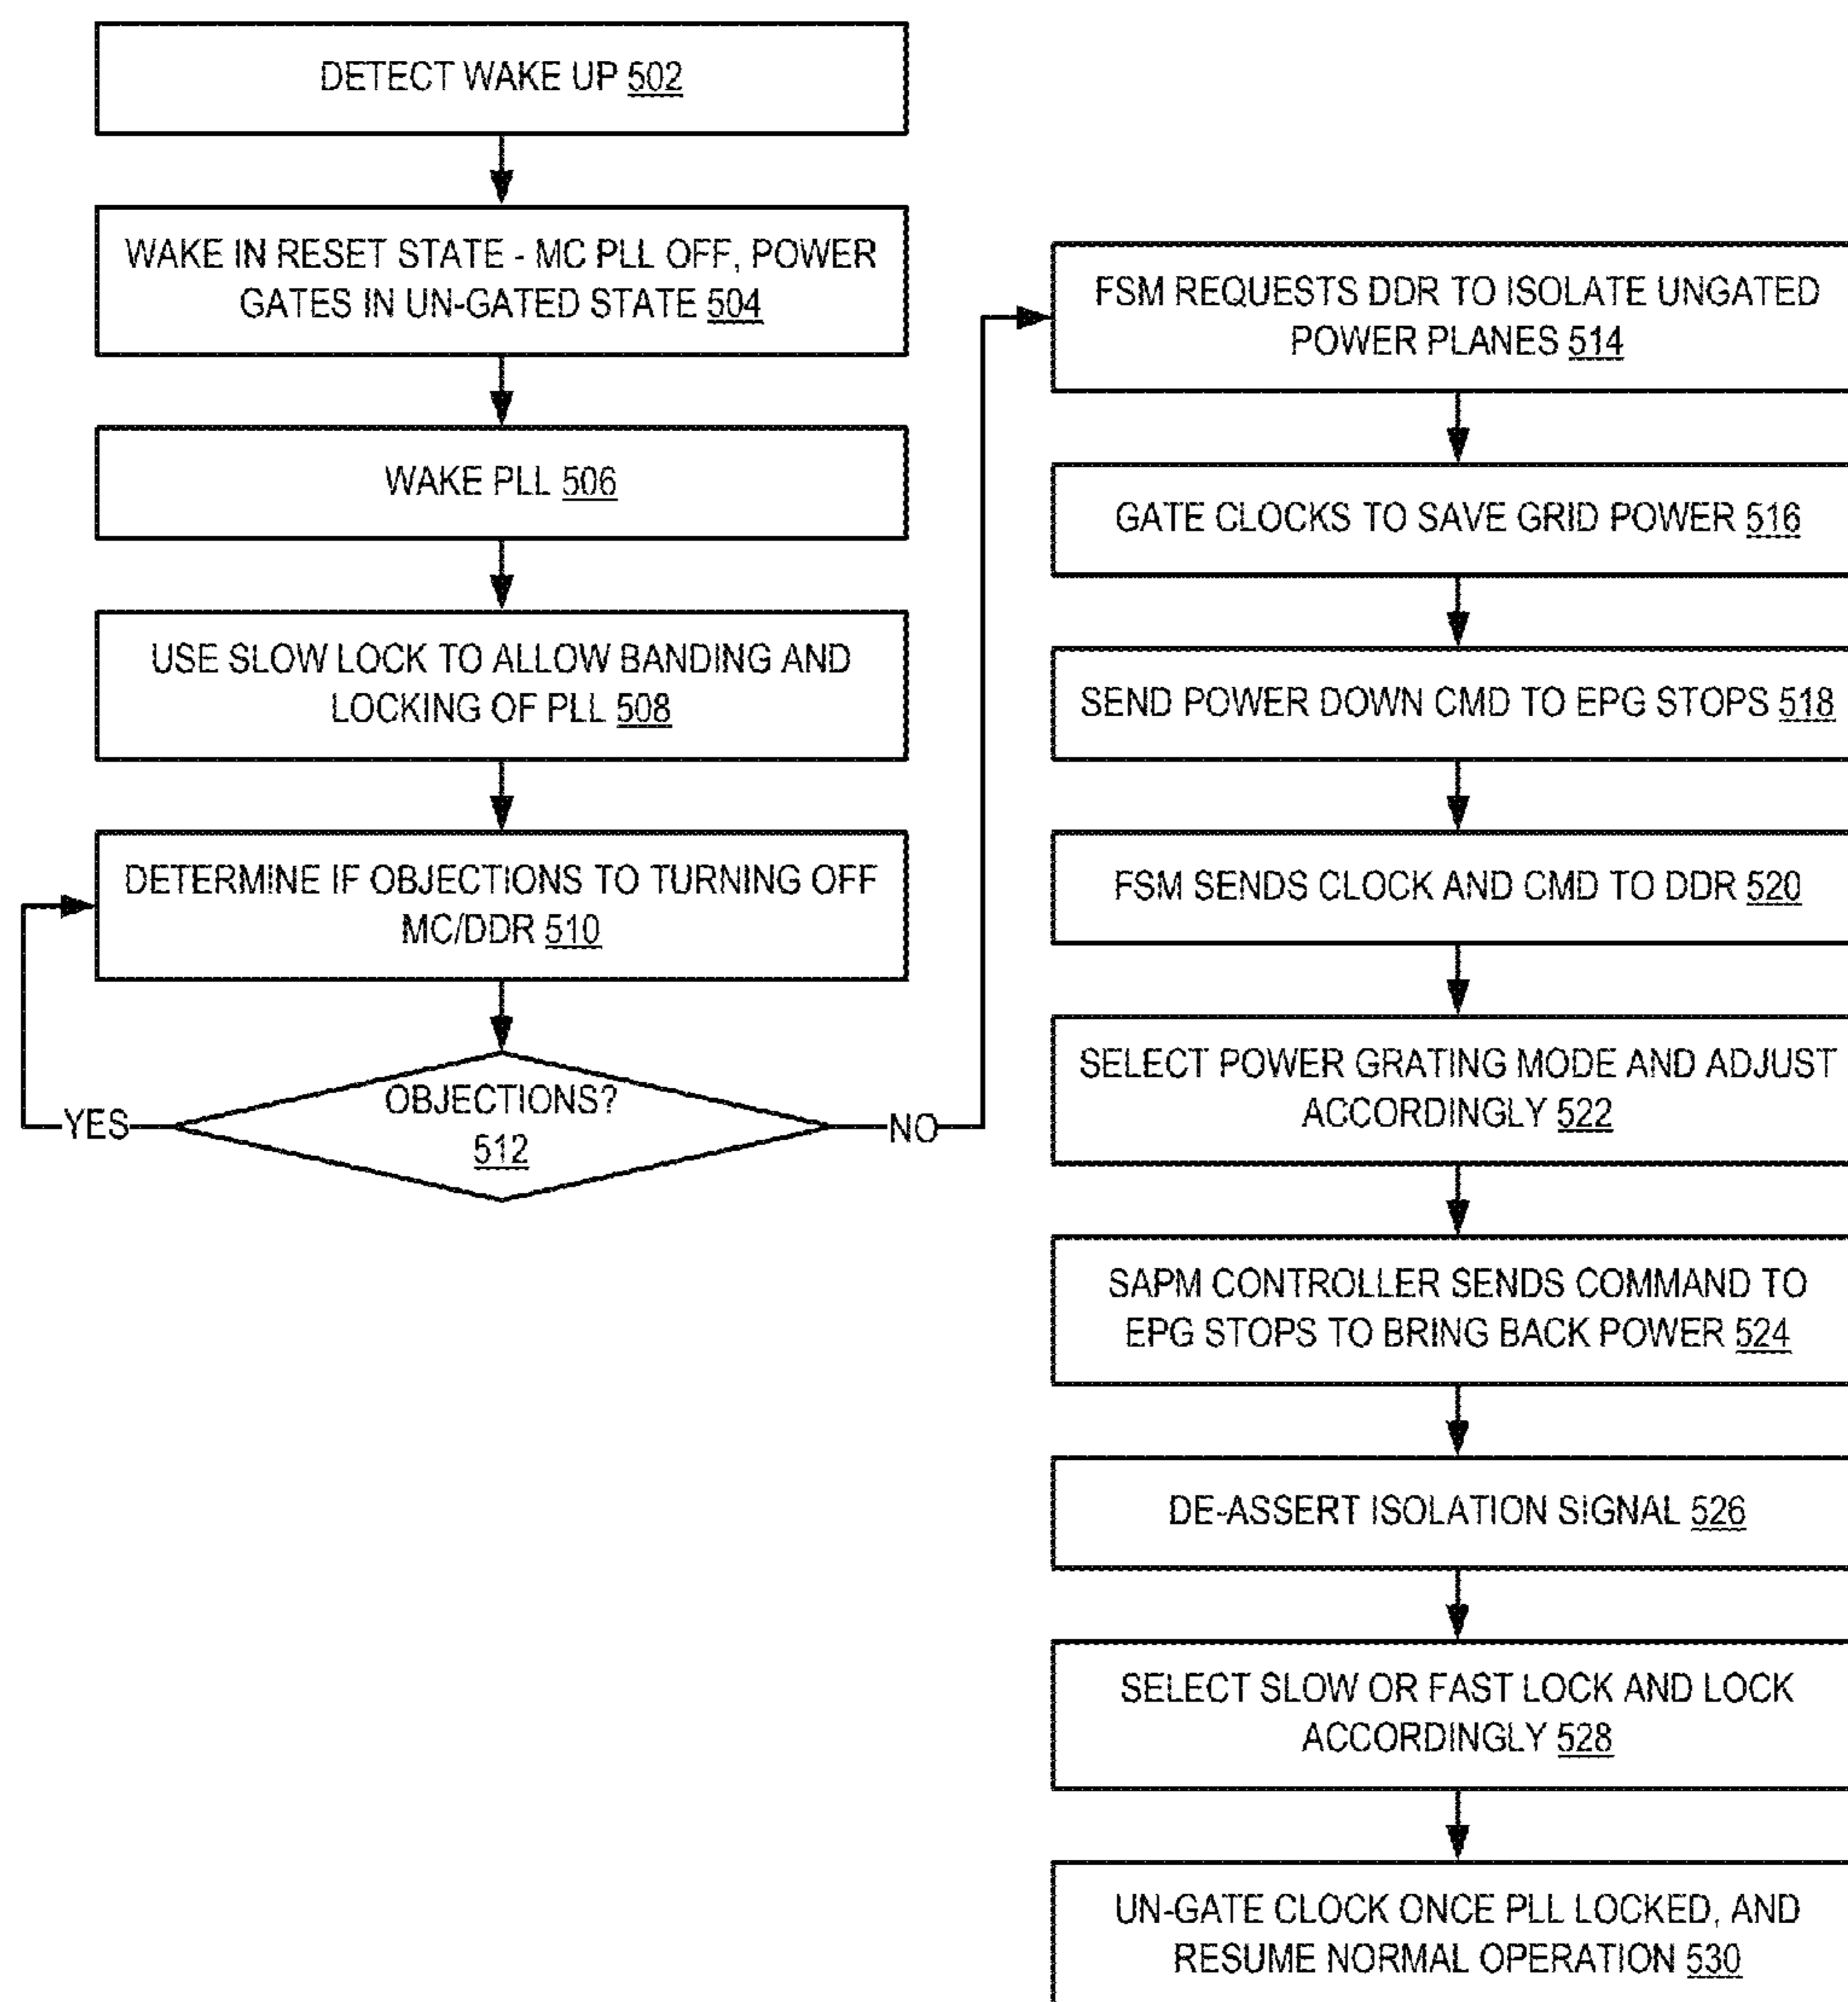 DETECT WAKE UP 502
WAKE IN RESET STATE - MC PLL OFF, POWER
GATES IN UN-GATED STATE 504
WAKE PLL 506
USE SLOW LOCK TO ALLOW BANDING AND
LOCKING OF PLL 508
DETERMINE IF OBJECTIONS TO TURNING OFF
MC/DDR 510
OBJECTIONS?
512
YES
NO
FSM REQUESTS DDR TO ISOLATE UNGATED
POWER PLANES 514
GATE CLOCKS TO SAVE GRID POWER 516
SEND POWER DOWN CMD TO EPG STOPS 518
FSM SENDS CLOCK AND CMD TO DDR 520
SELECT POWER GRATING MODE AND ADJUST
ACCORDINGLY 522
SAPM CONTROLLER SENDS COMMAND TO
EPG STOPS TO BRING BACK POWER 524
DE-ASSERT ISOLATION SIGNAL 526
SELECT SLOW OR FAST LOCK AND LOCK
ACCORDINGLY 528
UN-GATE CLOCK ONCE PLL LOCKED, AND
RESUME NORMAL OPERATION 530